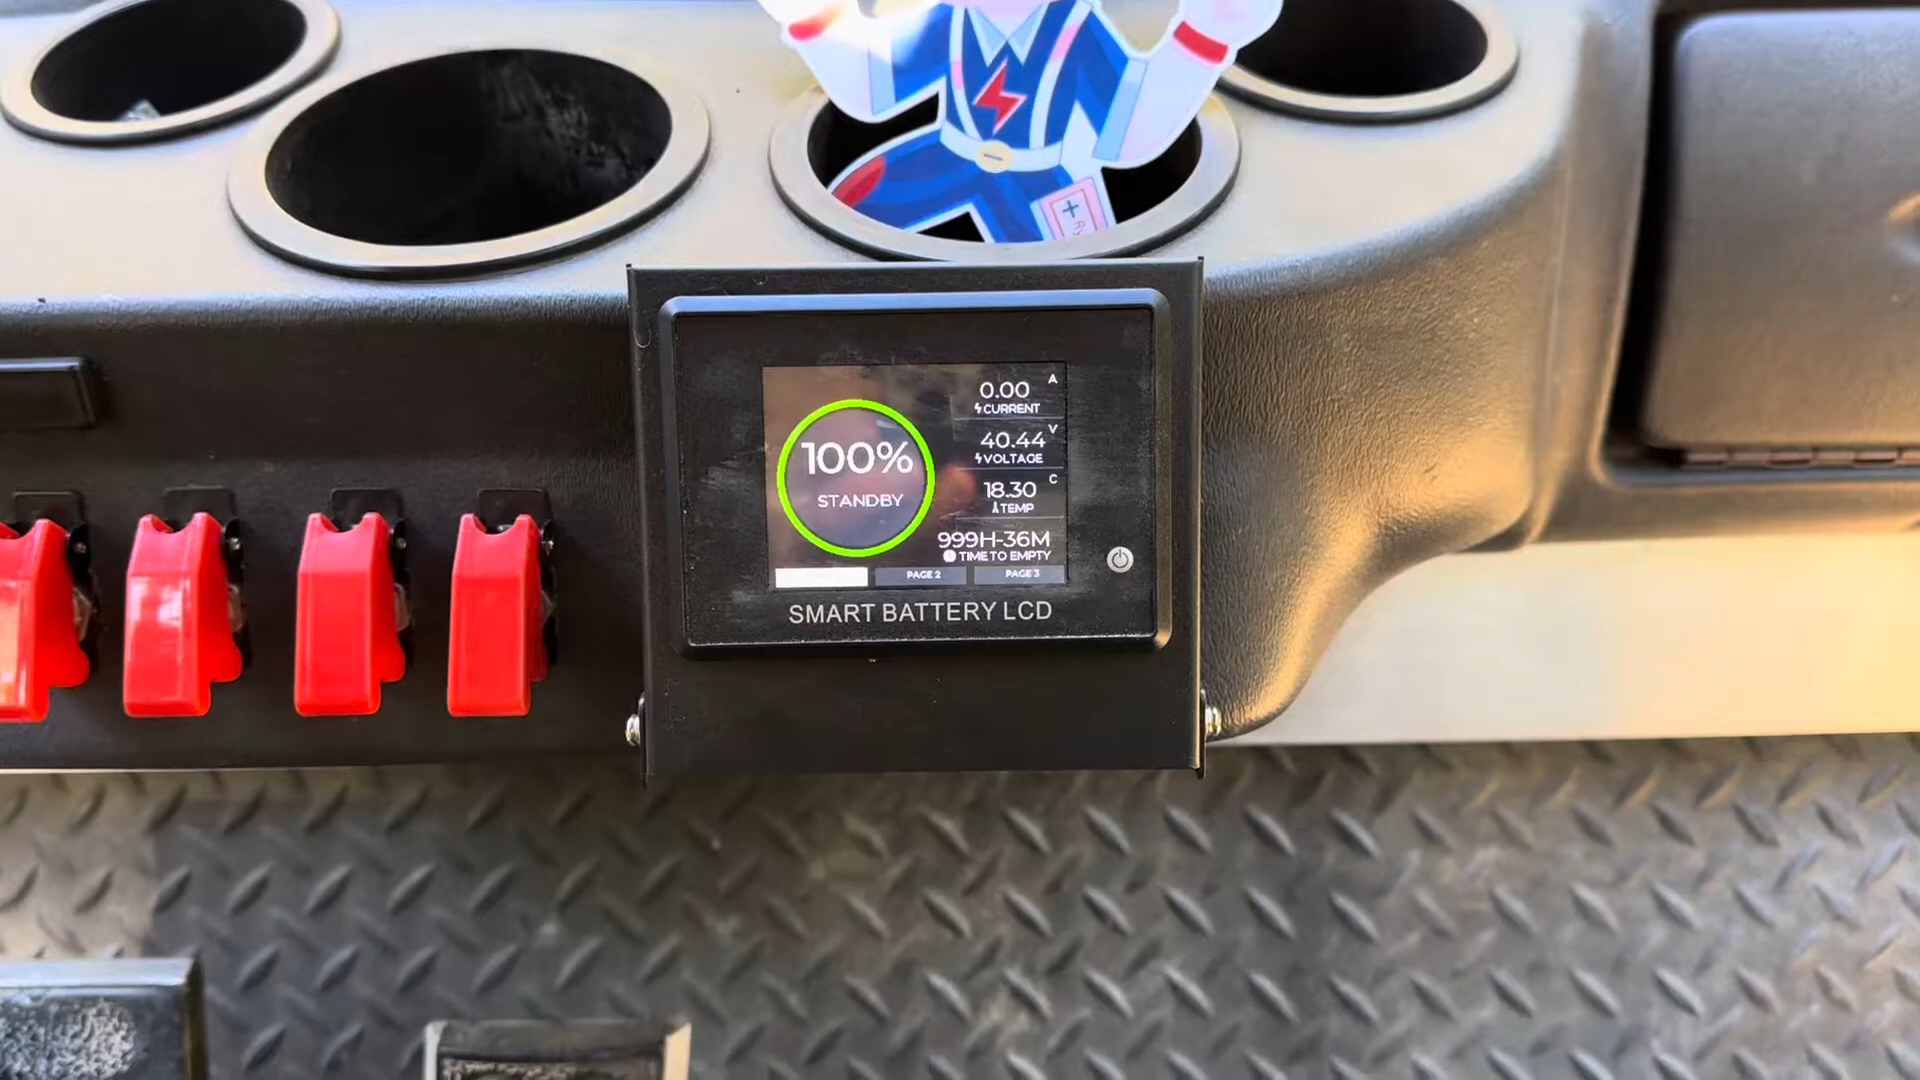 100%
STANDBY
0.00 A
CURRENT
40.44 V
VOLTAGE
18.30 C
TEMP
999H-36M
TIME TO EMPTY
PAGE 2
PAGE 3
SMART BATTERY LCD